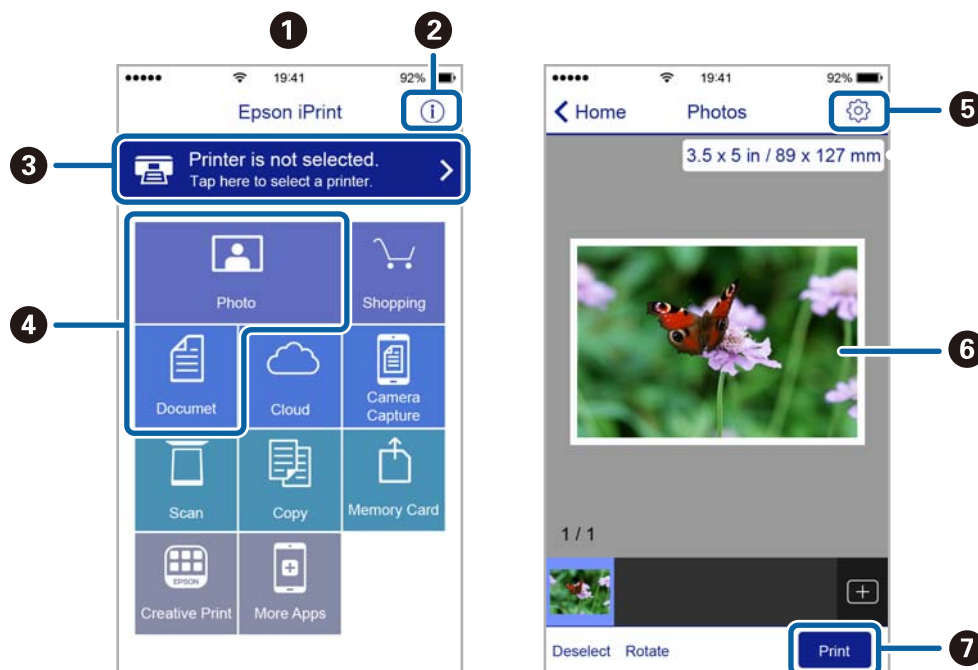 1
2
19:41
92%
Epson iPrint
3
Printer is not selected.
Tap here to select a printer.
4
Photo
Shopping
Documet
Cloud
Camera
Capture
Scan
Copy
Memory Card
EPSON
Creative Print
More Apps
19:41
92%
Home
Photos
5
3.5 x 5 in / 89 x 127 mm
6
1 / 1
Deselect
Rotate
Print
7